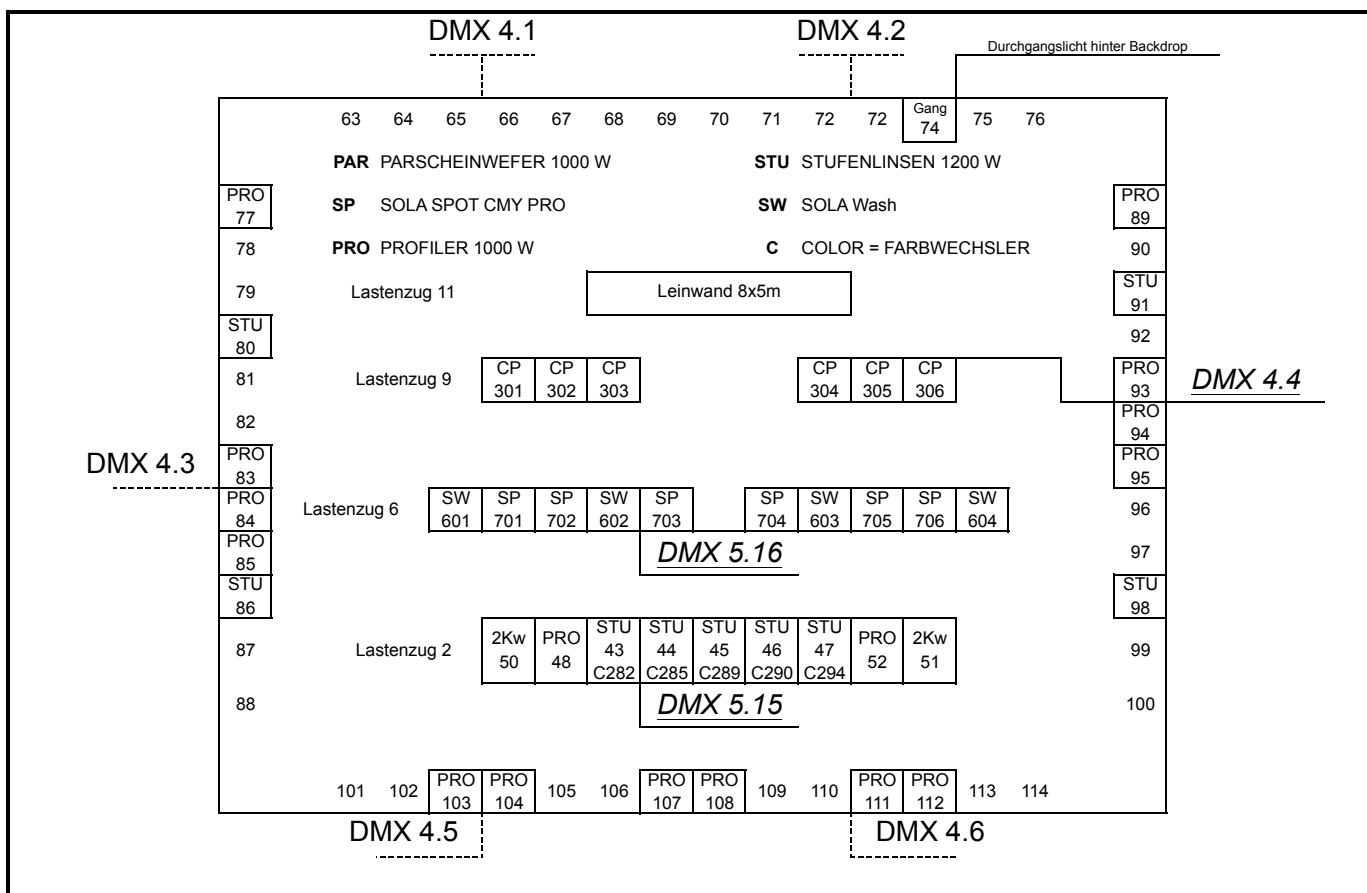 DMX 4.1 DMX 4.2
Durchgangslicht hinter Backdrop
63 64 65 66 67 68 69 70 71 72 72 Gang 74 75 76
PAR PARSCHEINWEFER 1000 W STU STUFENLINSEN 1200 W
PRO 77 SP SOLA SPOT CMY PRO SW SOLA Wash PRO 89
78 PRO PROFILER 1000 W C COLOR = FARBWECHSLER 90
79 Lastenzug 11 Leinwand 8x5m STU 91
STU 80 92
81 Lastenzug 9 CP 301 CP 302 CP 303 CP 304 CP 305 CP 306 PRO 93 DMX 4.4
82 PRO 94
DMX 4.3 PRO 83 PRO 95
PRO 84 Lastenzug 6 SW 601 SP 701 SP 702 SW 602 SP 703 SP 704 SW 603 SP 705 SP 706 SW 604 96
PRO 85 DMX 5.16 97
STU 86 STU 98
87 Lastenzug 2 2Kw 50 PRO 48 STU 43 C282 STU 44 C285 STU 45 C289 STU 46 C290 STU 47 C294 PRO 52 2Kw 51 99
88 DMX 5.15 100
101 102 PRO 103 PRO 104 105 106 PRO 107 PRO 108 109 110 PRO 111 PRO 112 113 114
DMX 4.5 DMX 4.6